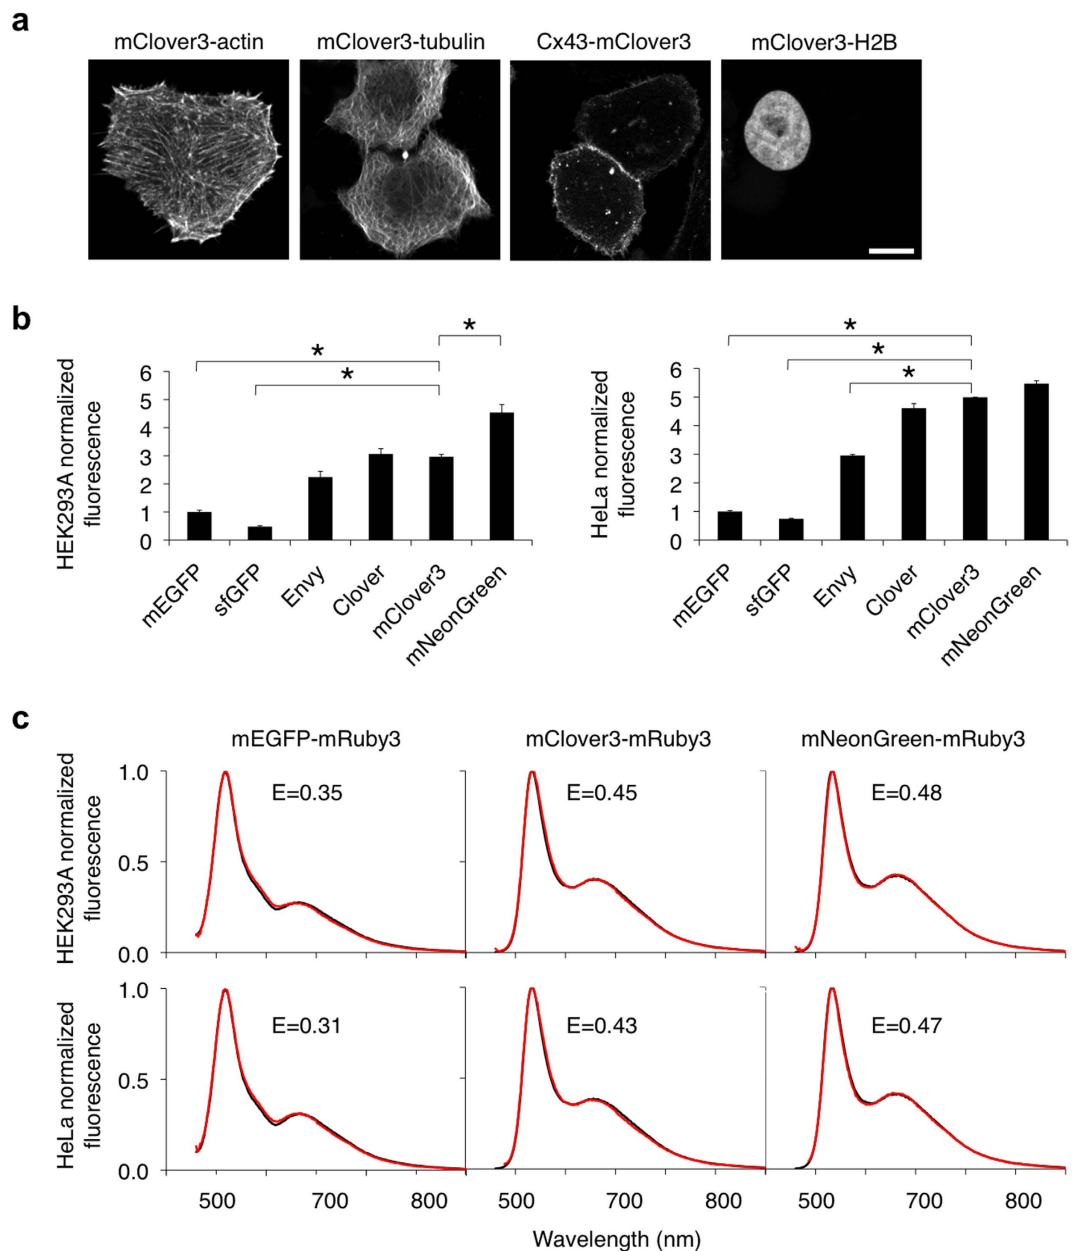 a
mClover3-actin
mClover3-tubulin
Cx43-mClover3
mClover3-H2B
b
HEK293A normalized
fluorescence
6
5
4
3
2
1
0
*
*
*
mEGFP
sfGFP
Envy
Clover
mClover3
mNeonGreen
HeLa normalized
fluorescence
6
5
4
3
2
1
0
*
*
*
mEGFP
sfGFP
Envy
Clover
mClover3
mNeonGreen
c
mEGFP-mRuby3
mClover3-mRuby3
mNeonGreen-mRuby3
HEK293A normalized
fluorescence
1.0
0.5
0.0
E=0.35
E=0.45
E=0.48
HeLa normalized
fluorescence
1.0
0.5
0.0
E=0.31
E=0.43
E=0.47
500 700 800
500 700 800
500 700 800
Wavelength (nm)